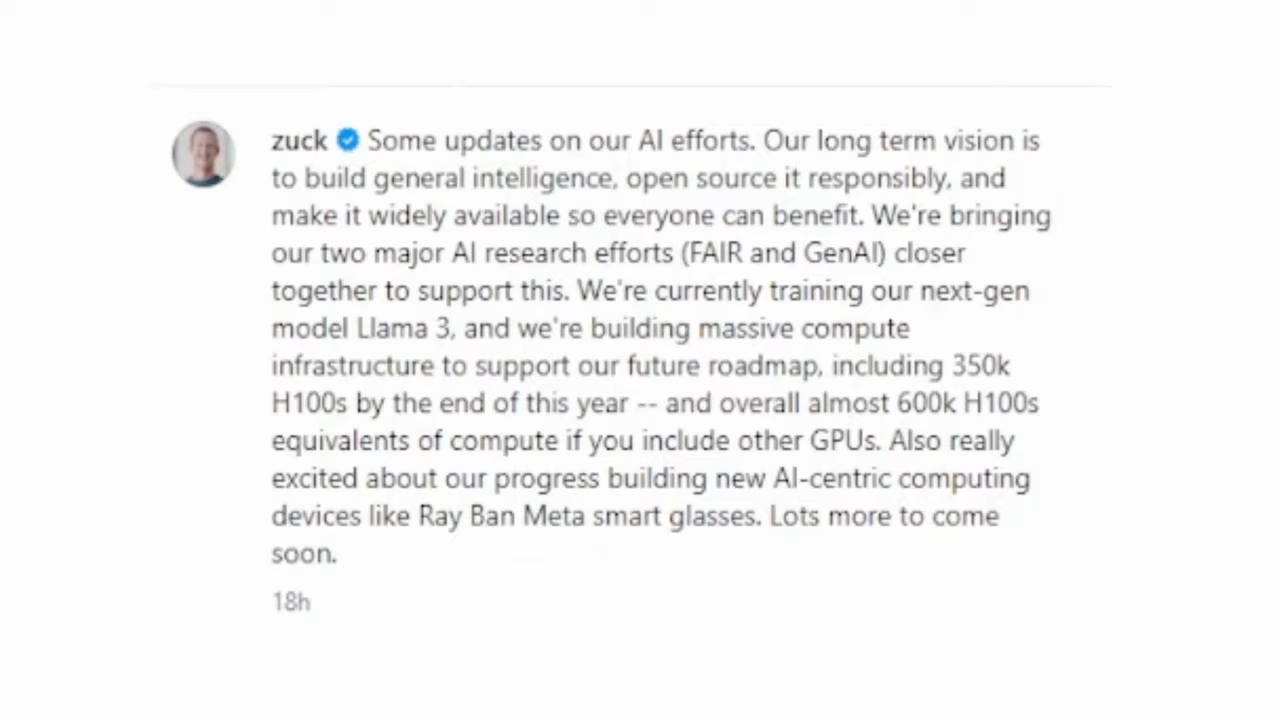 zuck Some updates on our AI efforts. Our long term vision is
to build general intelligence, open source it responsibly, and
make it widely available so everyone can benefit. We're bringing
our two major AI research efforts (FAIR and GenAI) closer
together to support this. We're currently training our next-gen
model Llama 3, and we're building massive compute
infrastructure to support our future roadmap, including 350k
H100s by the end of this year -- and overall almost 600k H100s
equivalents of compute if you include other GPUs. Also really
excited about our progress building new AI-centric computing
devices like Ray Ban Meta smart glasses. Lots more to come
soon.
18h